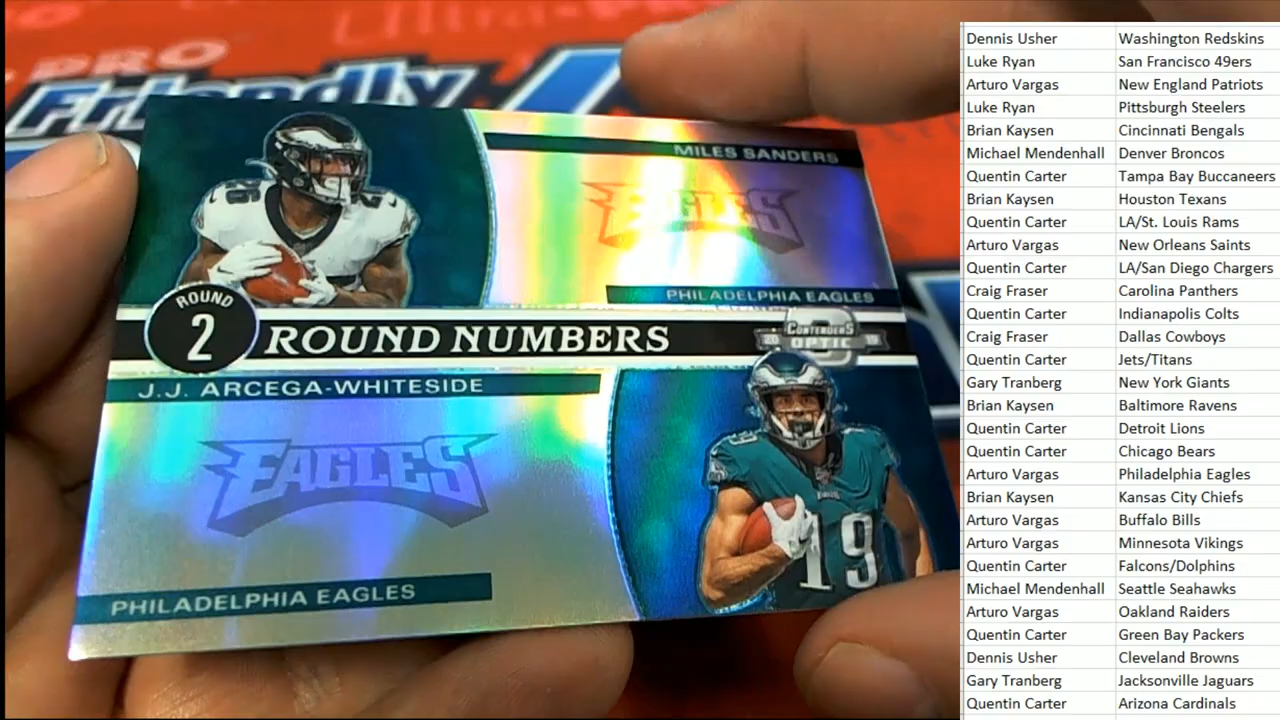 PRO
Friendly
MILES SANDERS
EAGLES
PHILADELPHIA EAGLES
ROUND
2
ROUND NUMBERS
20 CONTENDERS 19
OPTIC
J.J. ARCEGA-WHITESIDE
EAGLES
PHILADELPHIA EAGLES
26
19
19
Dennis Usher Washington Redskins
Luke Ryan San Francisco 49ers
Arturo Vargas New England Patriots
Luke Ryan Pittsburgh Steelers
Brian Kaysen Cincinnati Bengals
Michael Mendenhall Denver Broncos
Quentin Carter Tampa Bay Buccaneers
Brian Kaysen Houston Texans
Quentin Carter LA/St. Louis Rams
Arturo Vargas New Orleans Saints
Quentin Carter LA/San Diego Chargers
Craig Fraser Carolina Panthers
Quentin Carter Indianapolis Colts
Craig Fraser Dallas Cowboys
Quentin Carter Jets/Titans
Gary Tranberg New York Giants
Brian Kaysen Baltimore Ravens
Quentin Carter Detroit Lions
Quentin Carter Chicago Bears
Arturo Vargas Philadelphia Eagles
Brian Kaysen Kansas City Chiefs
Arturo Vargas Buffalo Bills
Arturo Vargas Minnesota Vikings
Quentin Carter Falcons/Dolphins
Michael Mendenhall Seattle Seahawks
Arturo Vargas Oakland Raiders
Quentin Carter Green Bay Packers
Dennis Usher Cleveland Browns
Gary Tranberg Jacksonville Jaguars
Quentin Carter Arizona Cardinals